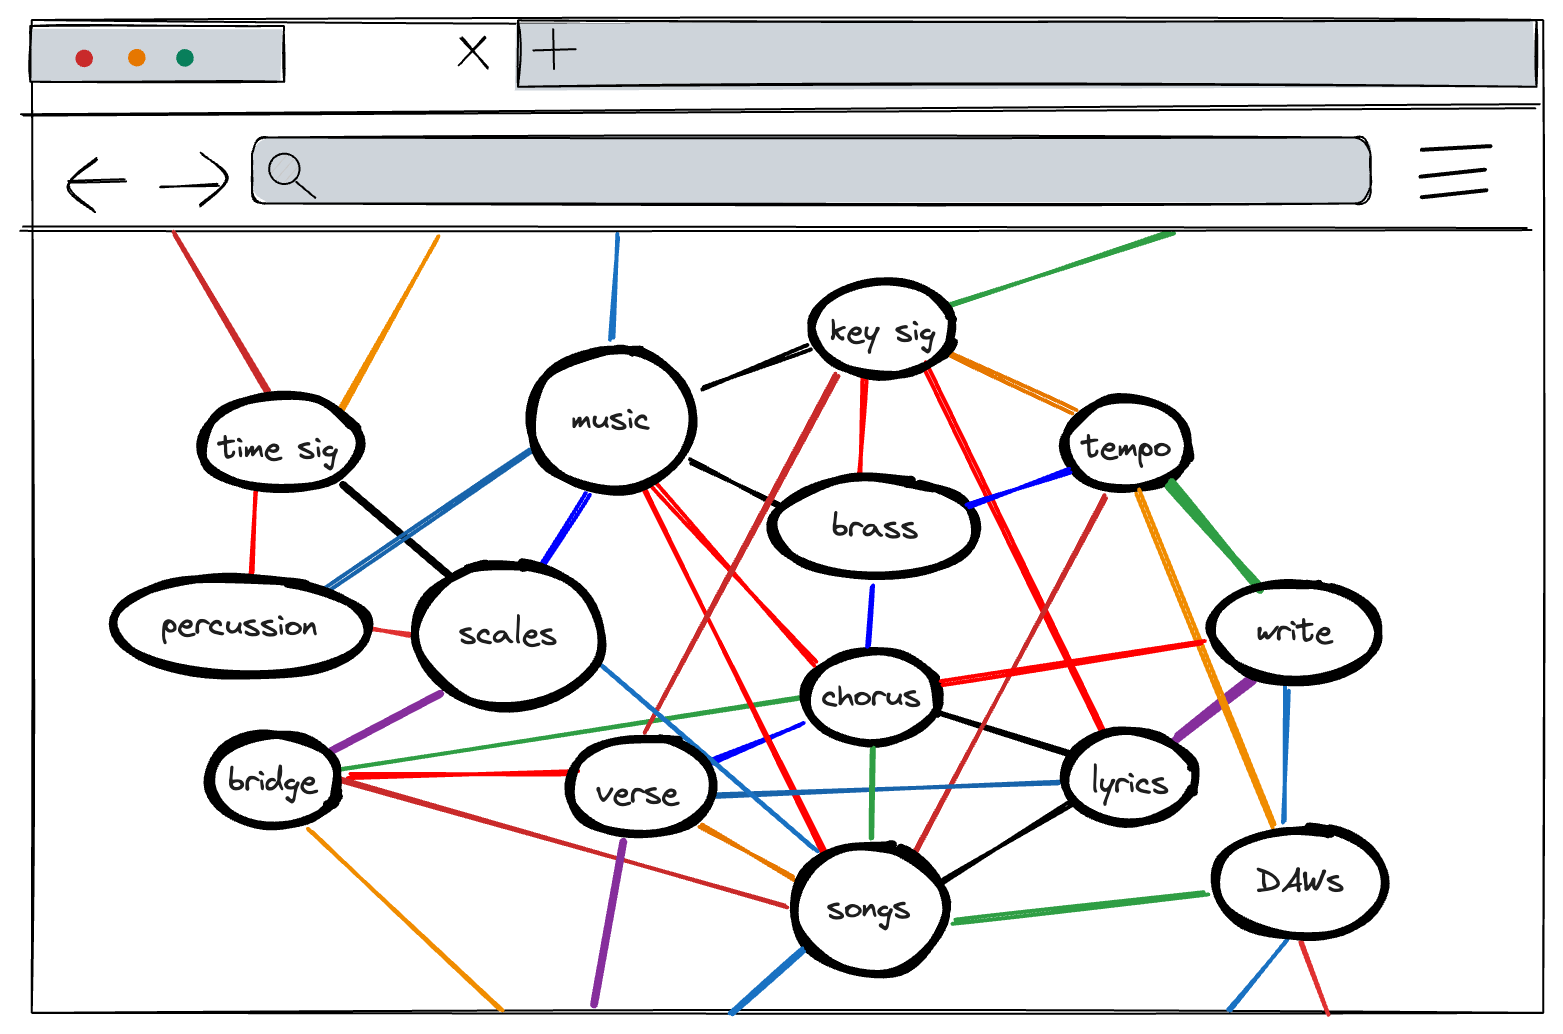 key sig
music
time sig
tempo
brass
percussion
scales
write
chorus
bridge
verse
lyrics
songs
DAWs